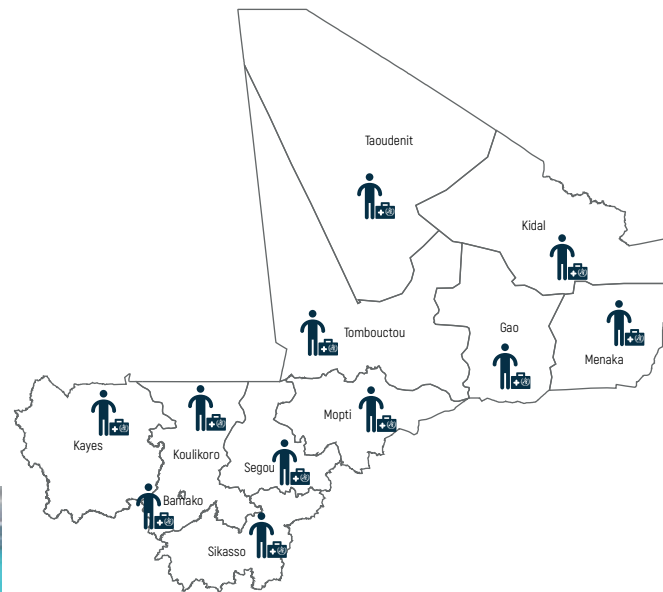 Taoudenit
Kidal
Tombouctou
Gao
Menaka
Mopti
Kayes
Koulikoro
Segou
Bamako
Sikasso